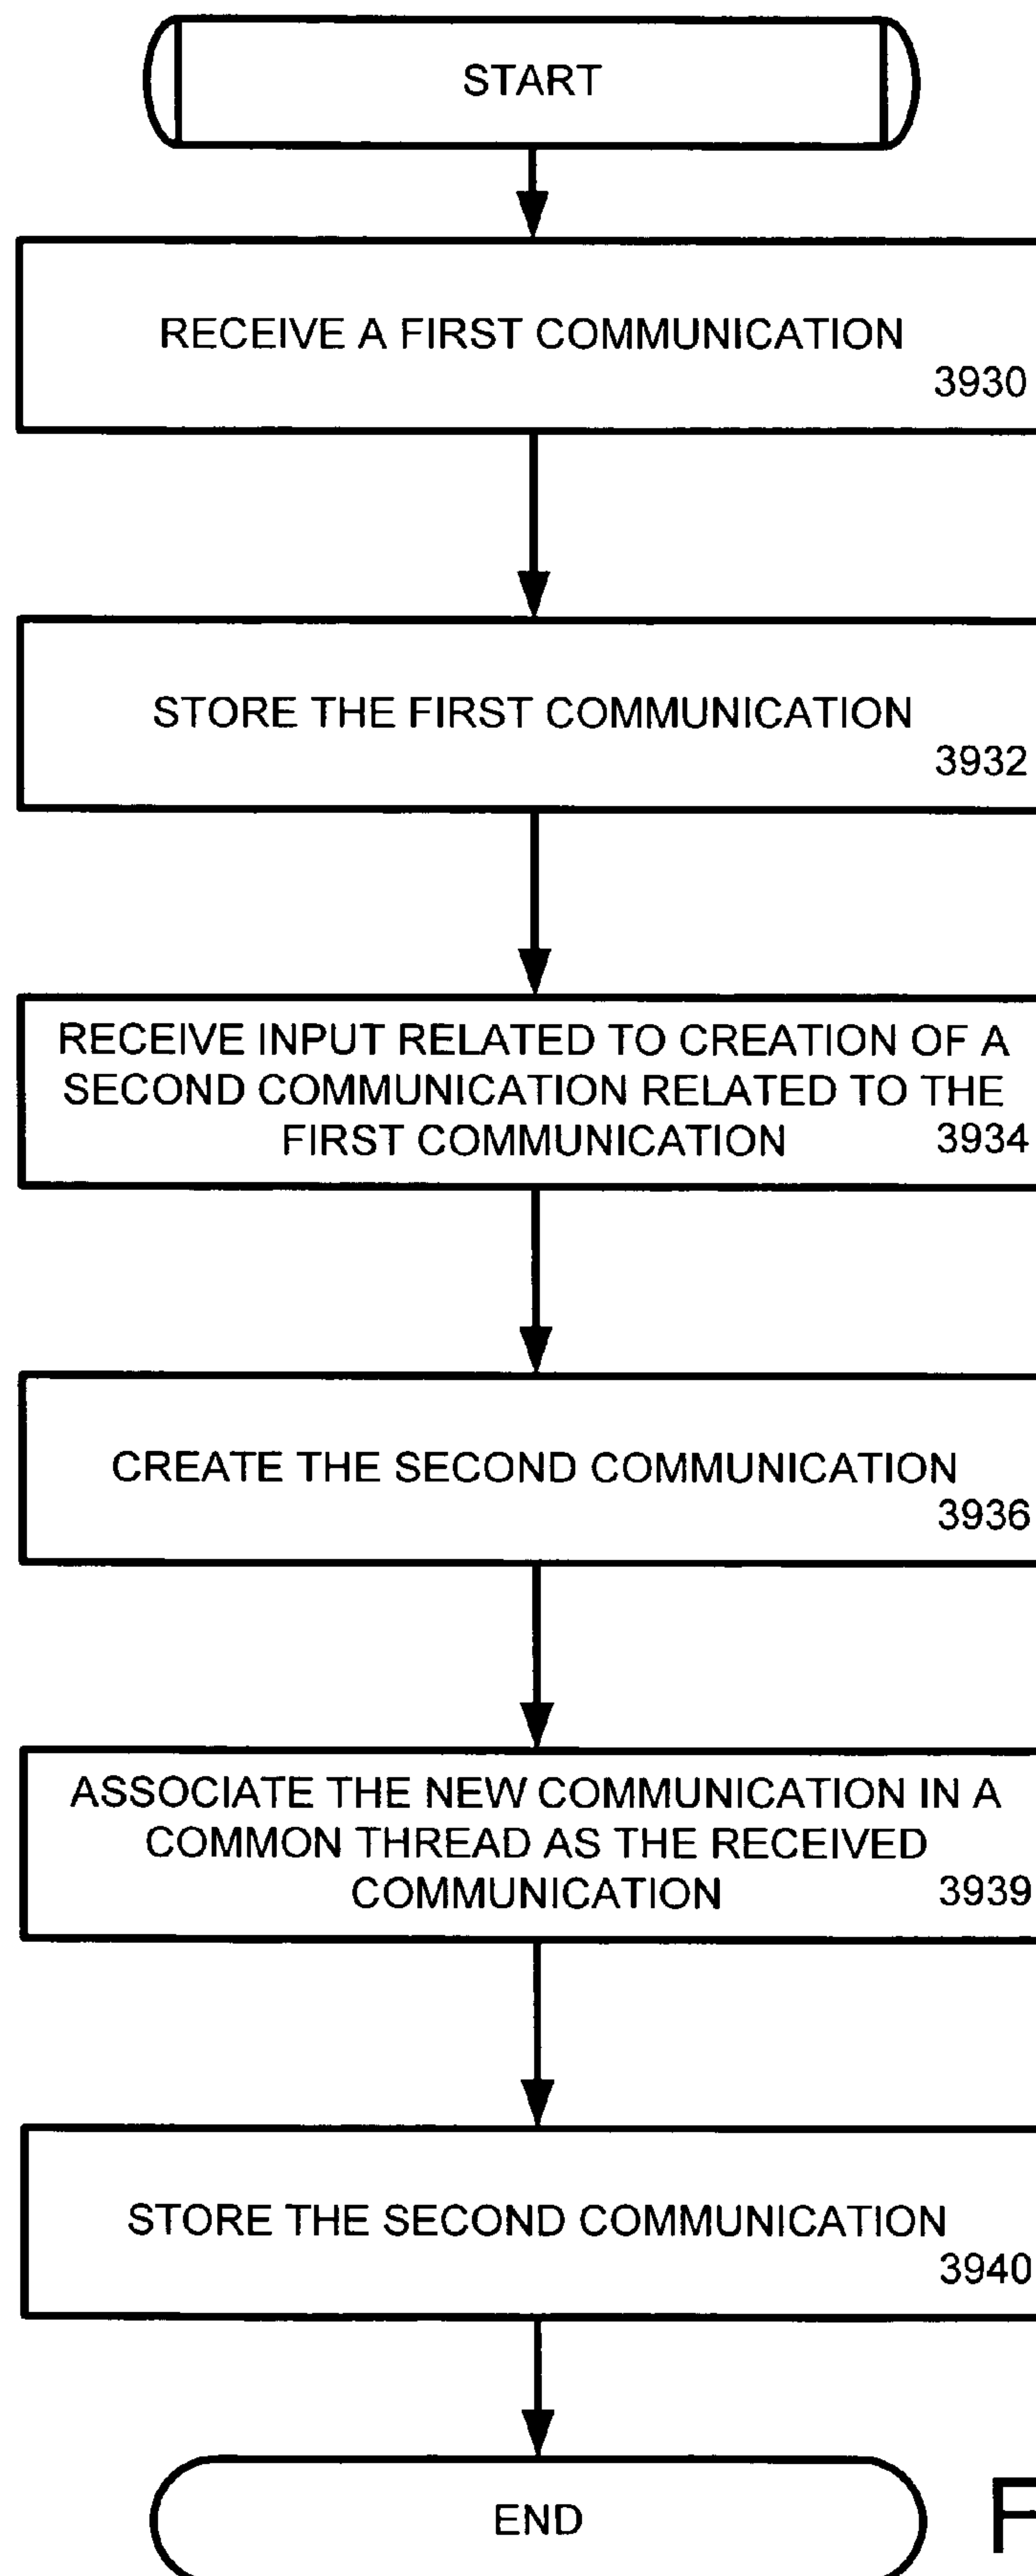 START
RECEIVE A FIRST COMMUNICATION
3930
STORE THE FIRST COMMUNICATION
3932
RECEIVE INPUT RELATED TO CREATION OF A
SECOND COMMUNICATION RELATED TO THE
FIRST COMMUNICATION 3934
CREATE THE SECOND COMMUNICATION
3936
ASSOCIATE THE NEW COMMUNICATION IN A
COMMON THREAD AS THE RECEIVED
COMMUNICATION 3939
STORE THE SECOND COMMUNICATION
3940
END
F